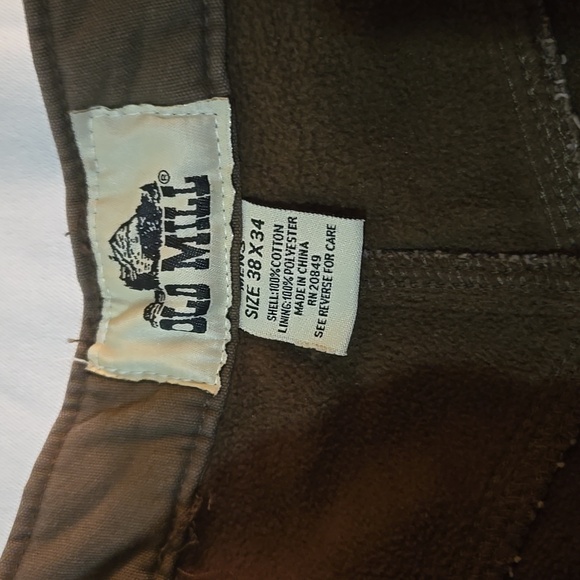 OLD MILL®
MENS
SIZE 38 X 34
SHELL:100%COTTON
LINING:100%POLYESTER
MADE IN CHINA
RN 20849
SEE REVERSE FOR CARE